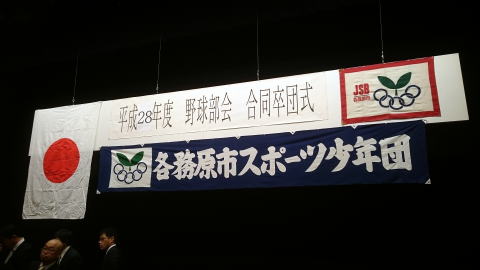 平成28年度 野球部会 合同卒団式
JSB
各務原市スポーツ少年団